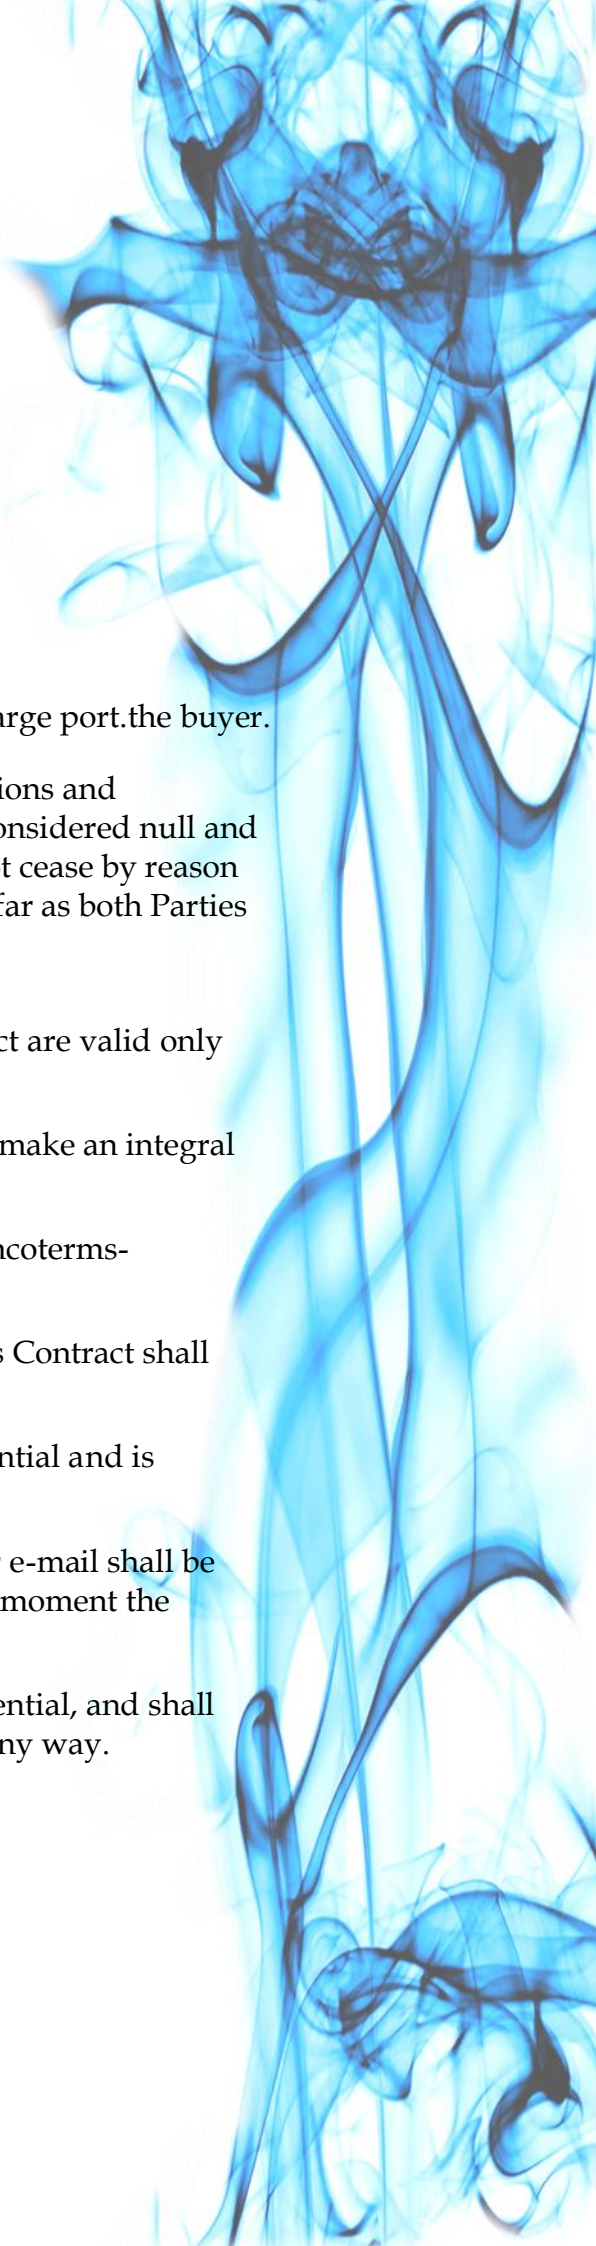 arge port.the buyer.
ions and
onsidered null and
t cease by reason
far as both Parties
ct are valid only
make an integral
ncoterms-
s Contract shall
ntial and is
e-mail shall be
moment the
ential, and shall
ny way.